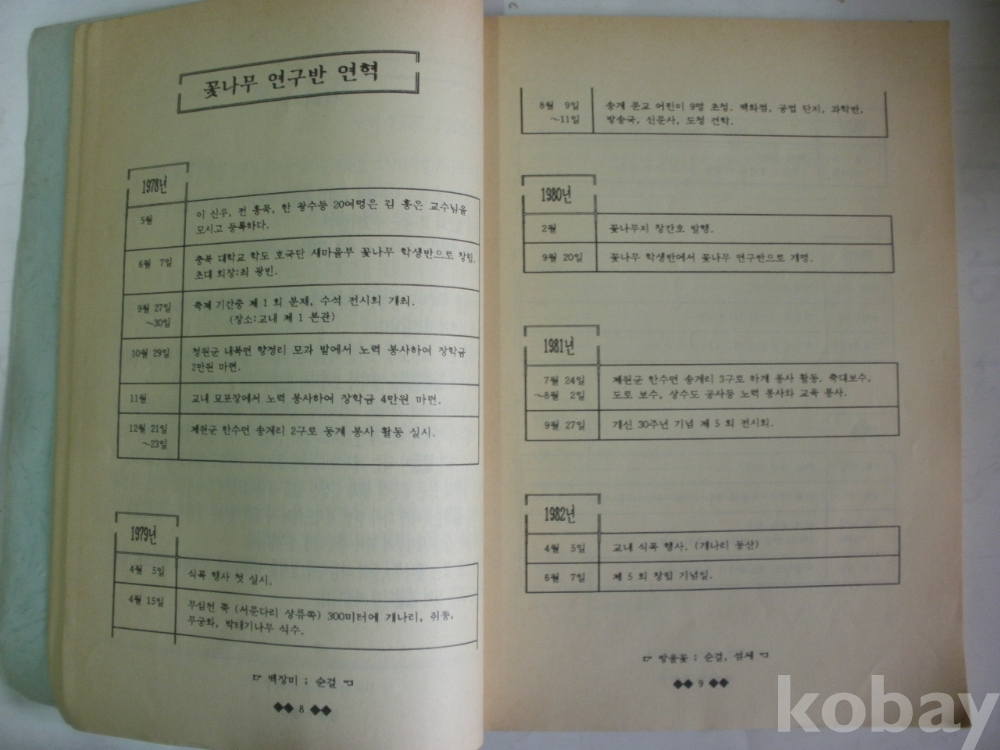 꽃나무 연구반 연혁
1978년
5월
이 신우, 전 홍묵, 한 광수등 20여명은 김 홍은 교수님을
모시고 등록하다.
6월 7일
충북 대학교 학도 호국단 새마을부 꽃나무 학생반으로 창립.
초대 회장:최 광빈.
9월 27일
~30일
축제 기간중 제 1 회 분제, 수석 전시회 개최.
(장소:교내 제 1 본관)
10월 29일
청원군 내북면 향정리 모과 밭에서 노력 봉사하여 장학금
2만원 마련.
11월
교내 모포장에서 노력 봉사하여 장학금 4만원 마련.
12월 21일
~23일
제원군 한수면 송계리 2구로 동계 봉사 활동 실시.
1979년
4월 5일
식목 행사 첫 실시.
4월 15일
무심천 뚝 (서문다리 상류쪽) 300미터에 개나리, 쥐똥,
무궁화, 박태기나무 식수.
☞ 백장미 ; 순결 ☜
◆◆ 8 ◆◆
8월 9일
~11일
송계 분교 어린이 9명 초청. 백화점, 공업 단지, 과학관,
방송국, 신문사, 도청 견학.
1980년
2월
꽃나무지 창간호 발행.
9월 20일
꽃나무 학생반에서 꽃나무 연구반으로 개명.
1981년
7월 24일
~8월 2일
제원군 한수면 송계리 3구로 하계 봉사 활동. 축대보수,
도로 보수, 상수도 공사등 노력 봉사와 교육 봉사.
9월 27일
개신 30주년 기념 제 5 회 전시회.
1982년
4월 5일
교내 식목 행사. (개나리 동산)
6월 7일
제 5 회 창립 기념일.
☞ 방울꽃 ; 순결, 섬세 ☜
◆◆ 9 ◆◆
kobay